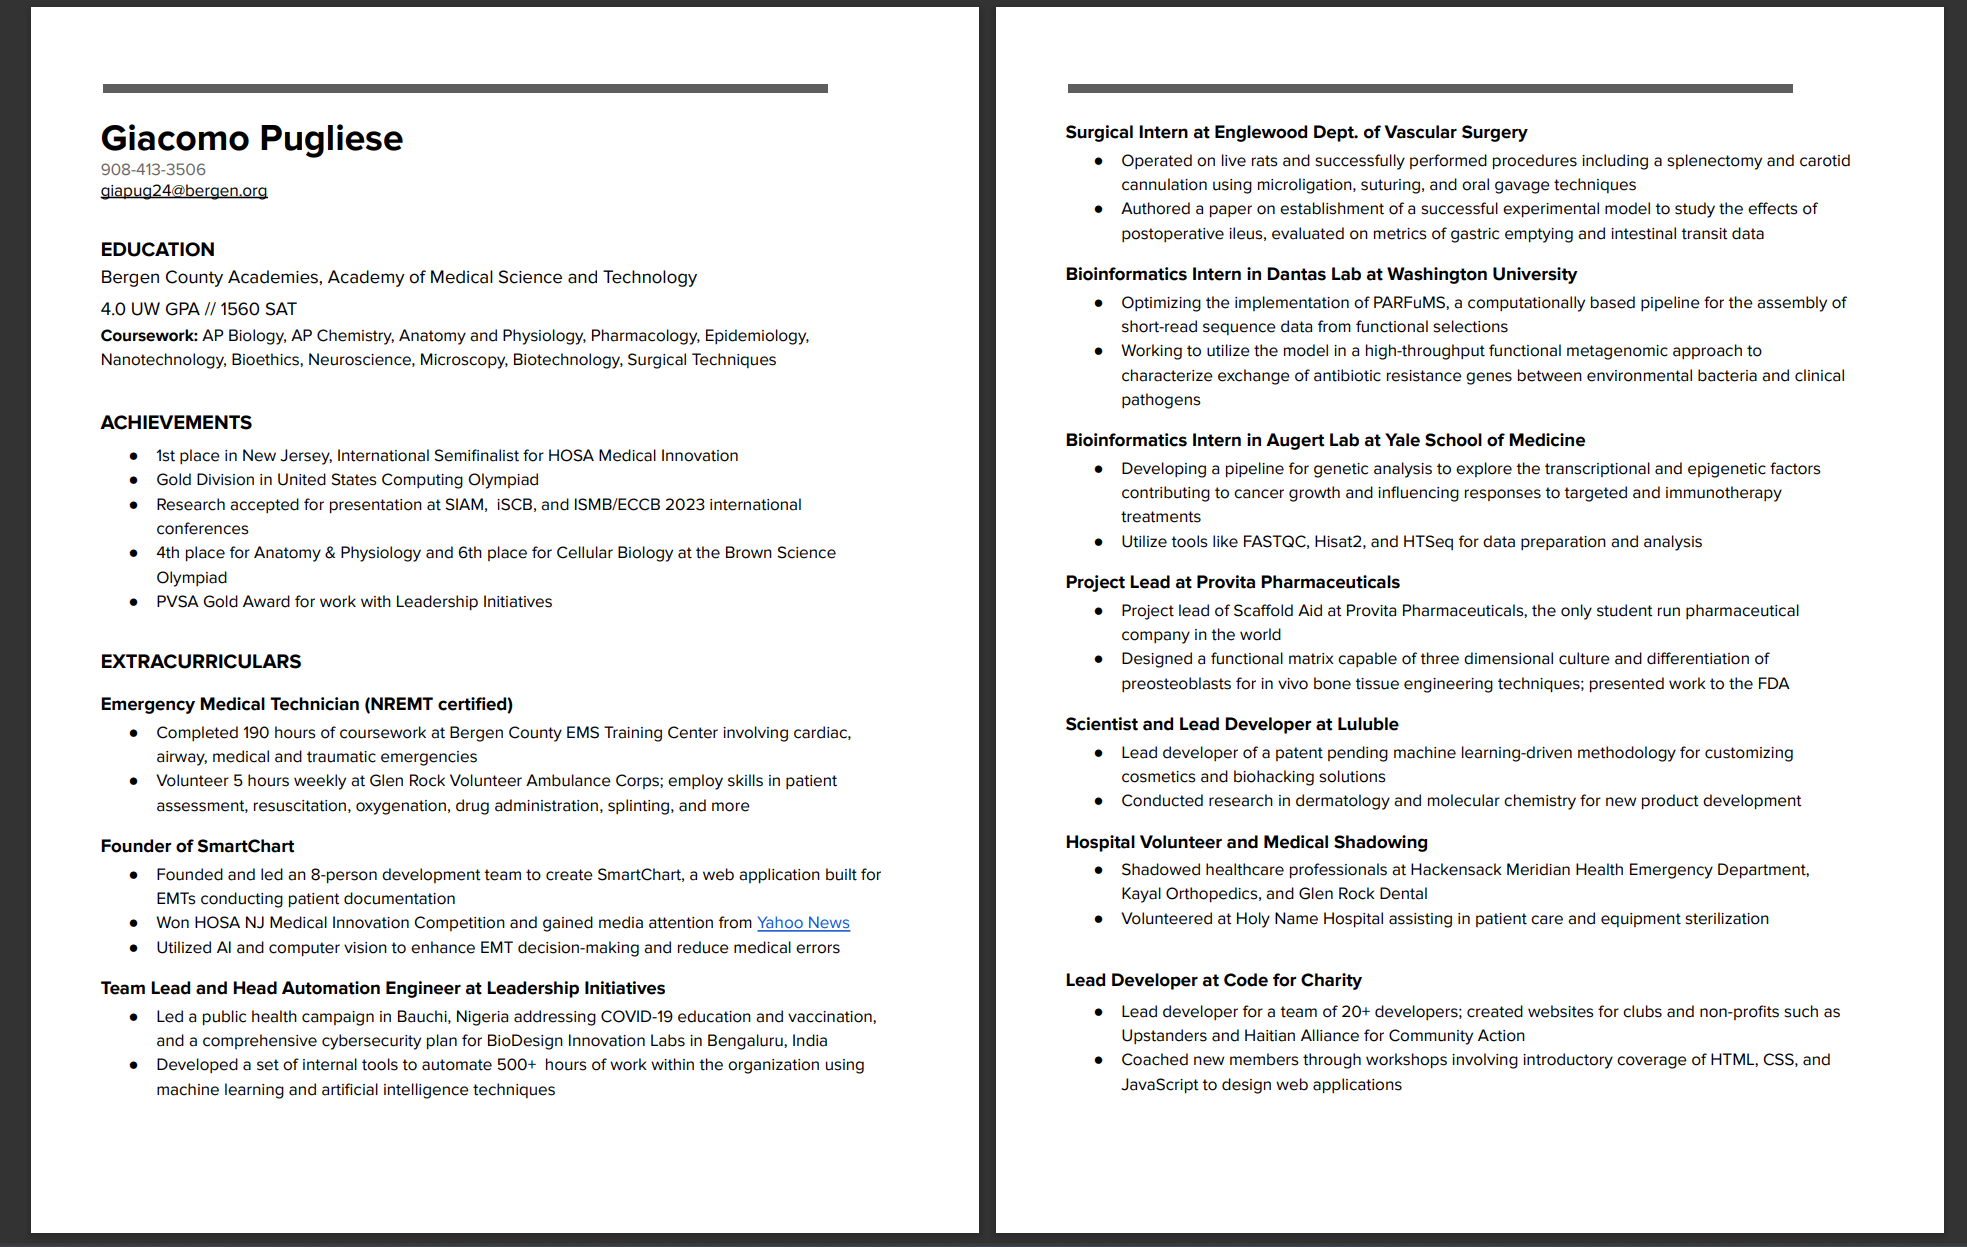 Giacomo Pugliese
908-413-3506
giapug24@bergen.org
EDUCATION
Bergen County Academies, Academy of Medical Science and Technology
4.0 UW GPA // 1560 SAT
Coursework: AP Biology, AP Chemistry, Anatomy and Physiology, Pharmacology, Epidemiology,
Nanotechnology, Bioethics, Neuroscience, Microscopy, Biotechnology, Surgical Techniques
ACHIEVEMENTS
● 1st place in New Jersey, International Semifinalist for HOSA Medical Innovation
● Gold Division in United States Computing Olympiad
● Research accepted for presentation at SIAM,  iSCB, and ISMB/ECCB 2023 international
conferences
● 4th place for Anatomy & Physiology and 6th place for Cellular Biology at the Brown Science
Olympiad
● PVSA Gold Award for work with Leadership Initiatives
EXTRACURRICULARS
Emergency Medical Technician (NREMT certified)
● Completed 190 hours of coursework at Bergen County EMS Training Center involving cardiac,
airway, medical and traumatic emergencies
● Volunteer 5 hours weekly at Glen Rock Volunteer Ambulance Corps; employ skills in patient
assessment, resuscitation, oxygenation, drug administration, splinting, and more
Founder of SmartChart
● Founded and led an 8-person development team to create SmartChart, a web application built for
EMTs conducting patient documentation
● Won HOSA NJ Medical Innovation Competition and gained media attention from Yahoo News
● Utilized AI and computer vision to enhance EMT decision-making and reduce medical errors
Team Lead and Head Automation Engineer at Leadership Initiatives
● Led a public health campaign in Bauchi, Nigeria addressing COVID-19 education and vaccination,
and a comprehensive cybersecurity plan for BioDesign Innovation Labs in Bengaluru, India
● Developed a set of internal tools to automate 500+  hours of work within the organization using
machine learning and artificial intelligence techniques
Surgical Intern at Englewood Dept. of Vascular Surgery
● Operated on live rats and successfully performed procedures including a splenectomy and carotid
cannulation using microligation, suturing, and oral gavage techniques
● Authored a paper on establishment of a successful experimental model to study the effects of
postoperative ileus, evaluated on metrics of gastric emptying and intestinal transit data
Bioinformatics Intern in Dantas Lab at Washington University
● Optimizing the implementation of PARFuMS, a computationally based pipeline for the assembly of
short-read sequence data from functional selections
● Working to utilize the model in a high-throughput functional metagenomic approach to
characterize exchange of antibiotic resistance genes between environmental bacteria and clinical
pathogens
Bioinformatics Intern in Augert Lab at Yale School of Medicine
● Developing a pipeline for genetic analysis to explore the transcriptional and epigenetic factors
contributing to cancer growth and influencing responses to targeted and immunotherapy
treatments
● Utilize tools like FASTQC, Hisat2, and HTSeq for data preparation and analysis
Project Lead at Provita Pharmaceuticals
● Project lead of Scaffold Aid at Provita Pharmaceuticals, the only student run pharmaceutical
company in the world
● Designed a functional matrix capable of three dimensional culture and differentiation of
preosteoblasts for in vivo bone tissue engineering techniques; presented work to the FDA
Scientist and Lead Developer at Luluble
● Lead developer of a patent pending machine learning-driven methodology for customizing
cosmetics and biohacking solutions
● Conducted research in dermatology and molecular chemistry for new product development
Hospital Volunteer and Medical Shadowing
● Shadowed healthcare professionals at Hackensack Meridian Health Emergency Department,
Kayal Orthopedics, and Glen Rock Dental
● Volunteered at Holy Name Hospital assisting in patient care and equipment sterilization
Lead Developer at Code for Charity
● Lead developer for a team of 20+ developers; created websites for clubs and non-profits such as
Upstanders and Haitian Alliance for Community Action
● Coached new members through workshops involving introductory coverage of HTML, CSS, and
JavaScript to design web applications